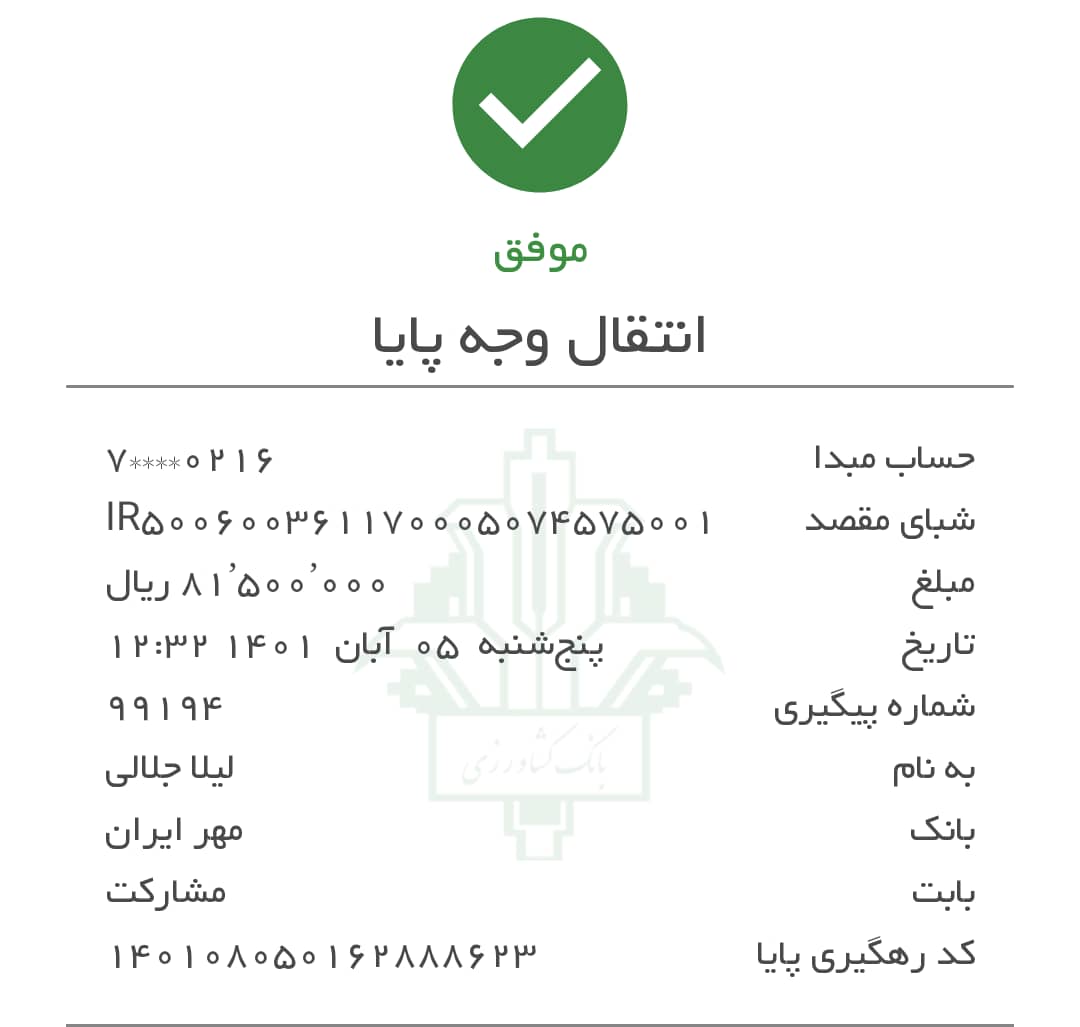 موفق
انتقال وجه پایا
حساب مبدا ۷****۰۲۱۶
شبای مقصد IR۵۰۰۶۰۰۳۶۱۱۷۰۰۰۵۰۷۴۵۷۵۰۰۱
مبلغ ۸۱٬۵۰۰٬۰۰۰ ریال
تاریخ پنج‌شنبه ۰۵ آبان ۱۴۰۱ ۱۲:۳۲
شماره پیگیری ۹۹۱۹۴
به نام لیلا جلالی
بانک کشاورزی
بانک مهر ایران
بابت مشارکت
کد رهگیری پایا ۱۴۰۱۰۸۰۵۰۱۶۲۸۸۸۶۲۳